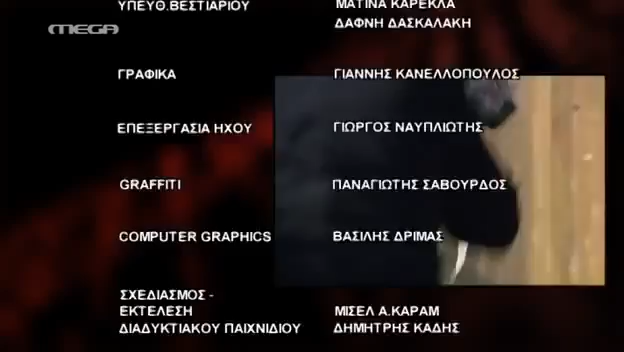 ΥΠΕΥΘ.ΒΕΣΤΙΑΡΙΟΥ ΜΑΤΙΝΑ ΚΑΡΕΚΛΑ
ΔΑΦΝΗ ΔΑΣΚΑΛΑΚΗ
MEGA
ΓΡΑΦΙΚΑ ΓΙΑΝΝΗΣ ΚΑΝΕΛΛΟΠΟΥΛΟΣ
ΕΠΕΞΕΡΓΑΣΙΑ ΗΧΟΥ ΓΙΩΡΓΟΣ ΝΑΥΠΛΙΩΤΗΣ
GRAFFITI ΠΑΝΑΓΙΩΤΗΣ ΣΑΒΟΥΡΔΟΣ
COMPUTER GRAPHICS ΒΑΣΙΛΗΣ ΔΡΙΜΑΣ
ΣΧΕΔΙΑΣΜΟΣ -
ΕΚΤΕΛΕΣΗ ΜΙΣΕΛ Α.ΚΑΡΑΜ
ΔΙΑΔΥΚΤΙΑΚΟΥ ΠΑΙΧΝΙΔΙΟΥ ΔΗΜΗΤΡΗΣ ΚΑΔΗΣ